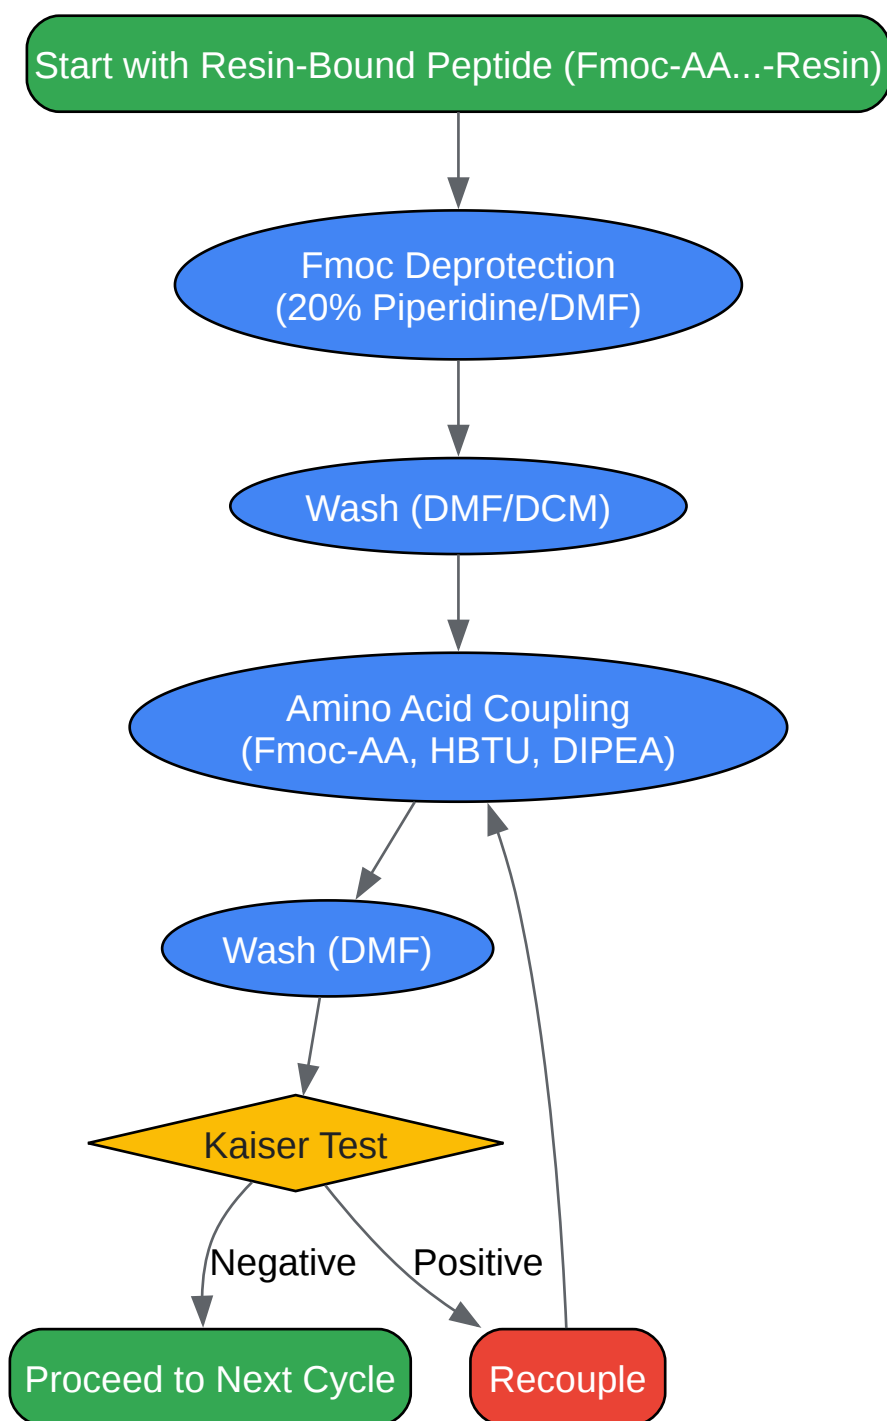 Start with Resin-Bound Peptide (Fmoc-AA...-Resin)
Fmoc Deprotection
(20% Piperidine/DMF)
Wash (DMF/DCM)
Amino Acid Coupling
(Fmoc-AA, HBTU, DIPEA)
Wash (DMF)
Kaiser Test
Negative
Positive
Proceed to Next Cycle
Recouple